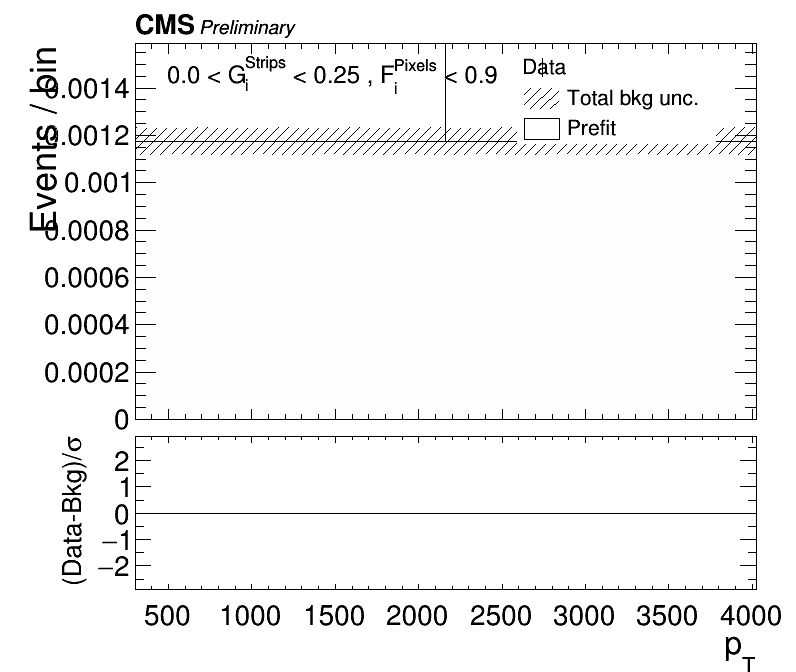 CMS Preliminary
0.0 < G_i^Strips < 0.25 , F_i^Pixels < 0.9
Data
Total bkg unc.
Prefit
Events / bin
0.0014
0.0012
0.001
0.0008
0.0006
0.0004
0.0002
0
(Data-Bkg)/σ
2
1
0
−1
−2
500 1000 1500 2000 2500 3000 3500 4000
p_T